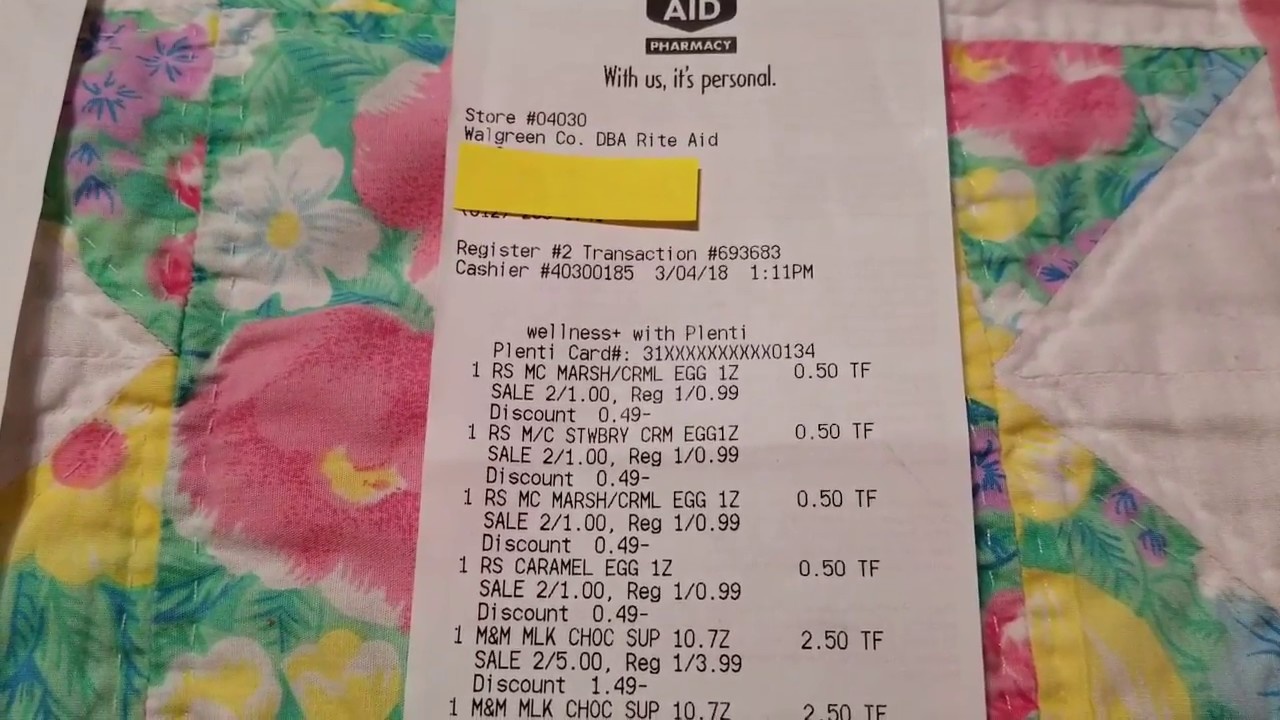 AID
PHARMACY
With us, it's personal.
Store #04030
Walgreen Co. DBA Rite Aid
Register #2 Transaction #693683
Cashier #40300185 3/04/18 1:11PM
wellness+ with Plenti
Plenti Card#: 31XXXXXXXXXX0134
1 RS MC MARSH/CRML EGG 1Z 0.50 TF
SALE 2/1.00, Reg 1/0.99
Discount 0.49-
1 RS M/C STWBRY CRM EGG1Z 0.50 TF
SALE 2/1.00, Reg 1/0.99
Discount 0.49-
1 RS MC MARSH/CRML EGG 1Z 0.50 TF
SALE 2/1.00, Reg 1/0.99
Discount 0.49-
1 RS CARAMEL EGG 1Z 0.50 TF
SALE 2/1.00, Reg 1/0.99
Discount 0.49-
1 M&M MLK CHOC SUP 10.7Z 2.50 TF
SALE 2/5.00, Reg 1/3.99
Discount 1.49-
1 M&M MLK CHOC SUP 10.7Z 2.50 TF